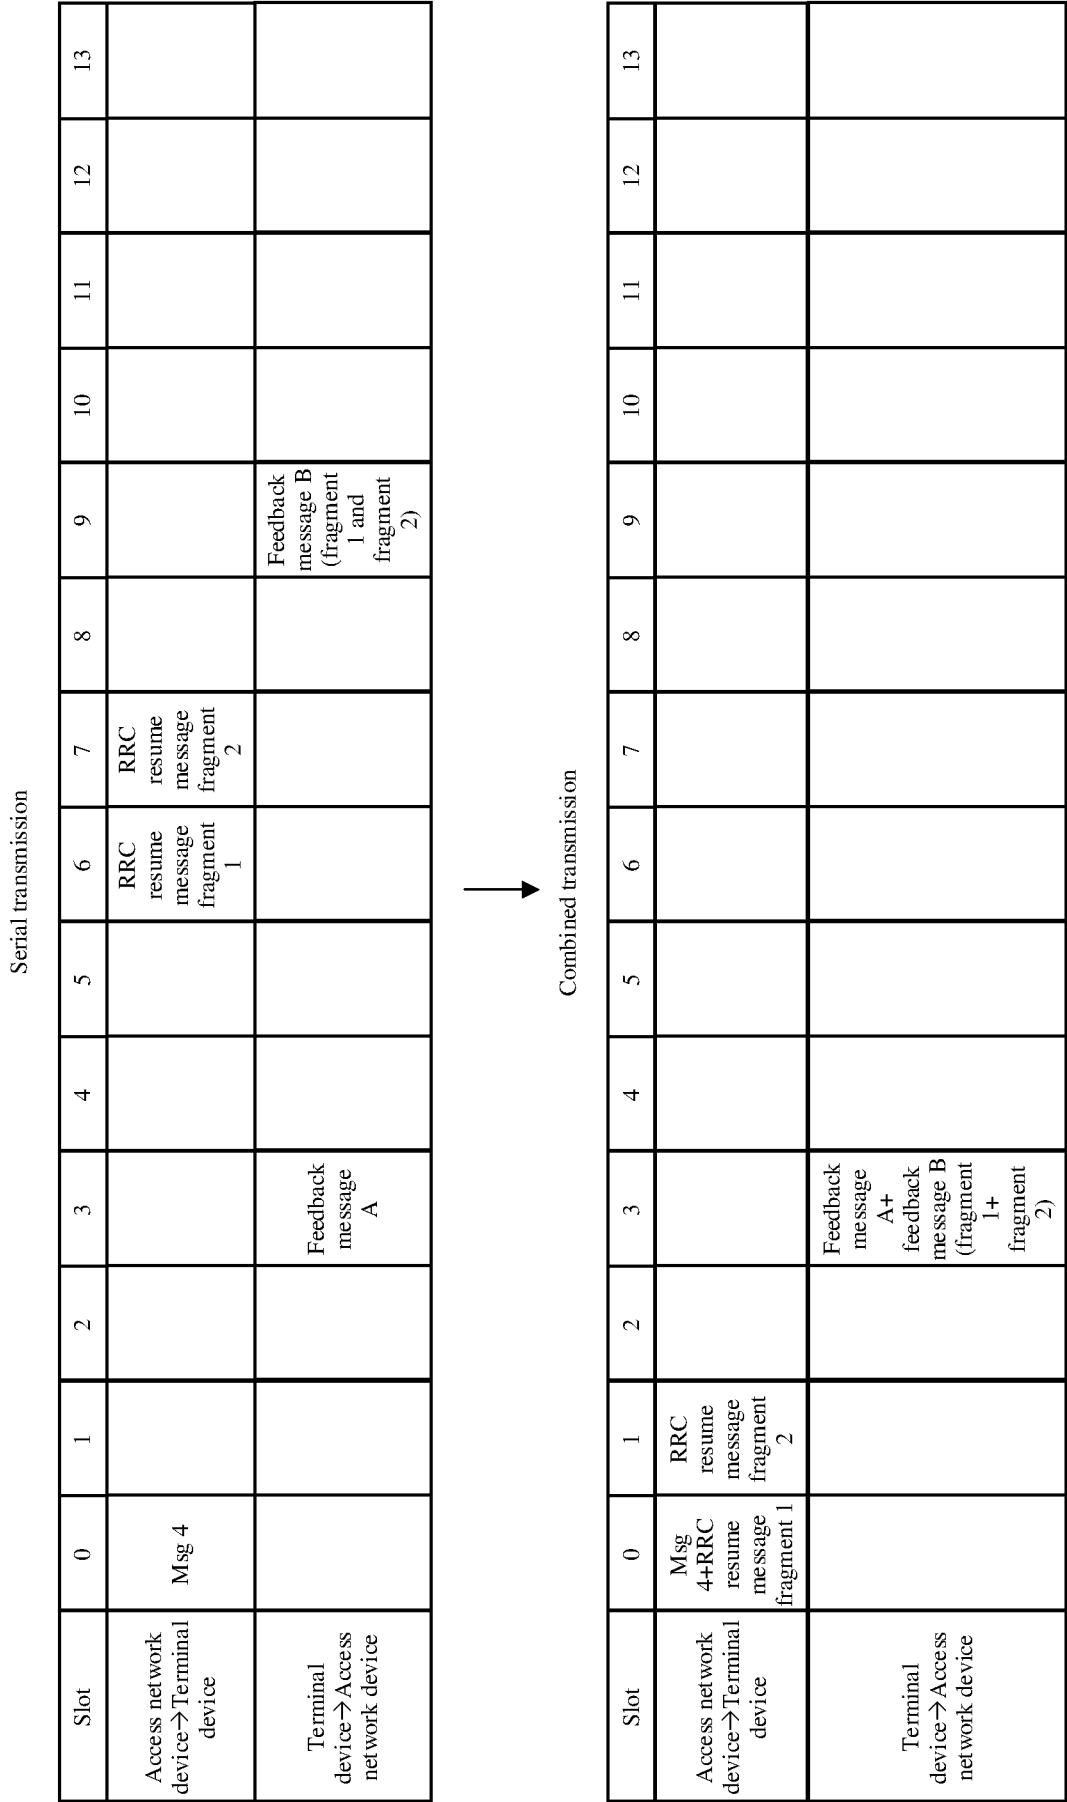 Serial transmission
Slot
0
1
2
3
4
5
6
7
8
9
10
11
12
13
Access network
device→Terminal
device
Msg 4
RRC
resume
message
fragment
1
RRC
resume
message
fragment
2
Terminal
device→Access
network device
Feedback
message
A
Feedback
message B
(fragment
1 and
fragment
2)
Combined transmission
Slot
0
1
2
3
4
5
6
7
8
9
10
11
12
13
Access network
device→Terminal
device
Msg
4+RRC
resume
message
fragment 1
RRC
resume
message
fragment
2
Terminal
device→Access
network device
Feedback
message
A+
feedback
message B
(fragment
1+
fragment
2)